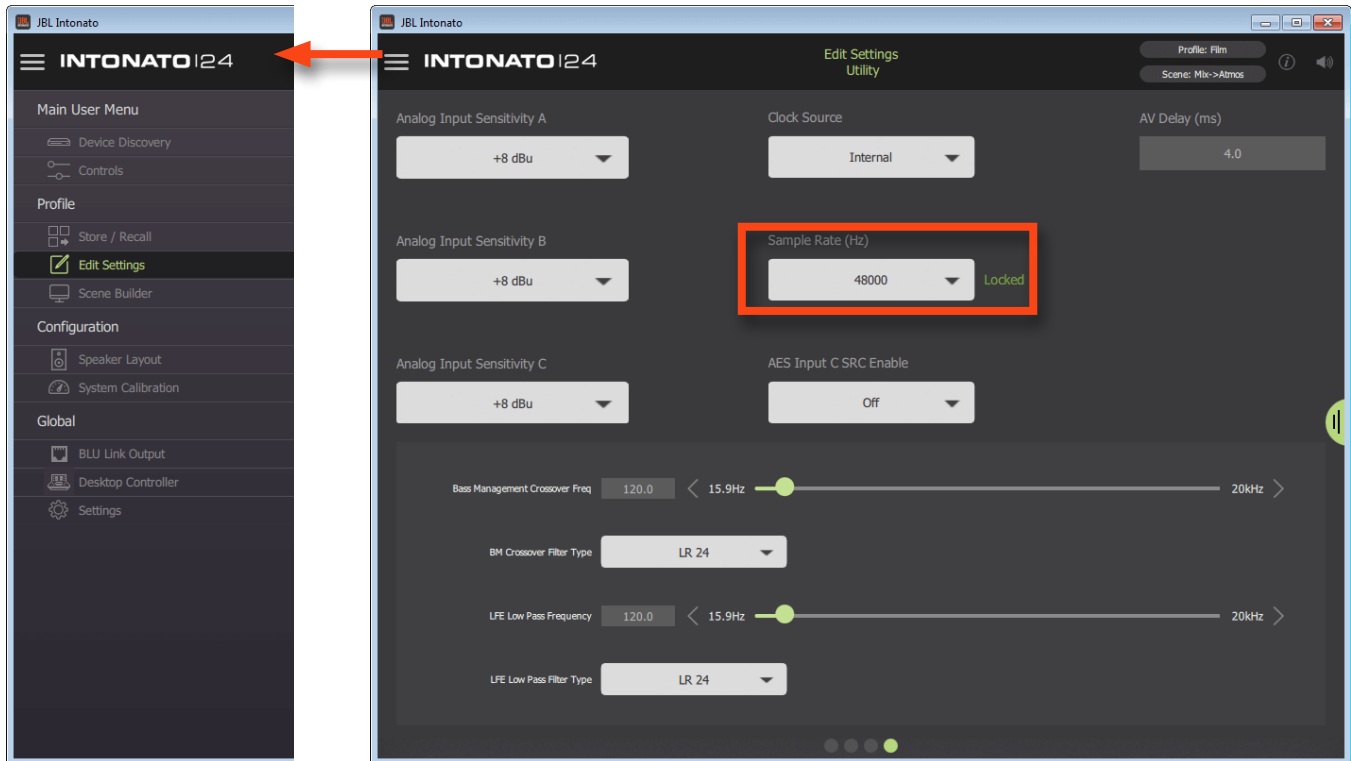 JBL Intonato
INTONATO|24
Main User Menu
Device Discovery
Controls
Profile
Store / Recall
Edit Settings
Scene Builder
Configuration
Speaker Layout
System Calibration
Global
BLU Link Output
Desktop Controller
Settings
JBL Intonato
INTONATO|24
Edit Settings
Utility
Profile: Film
Scene: Mix->Atmos
Analog Input Sensitivity A
Clock Source
AV Delay (ms)
+8 dBu
Internal
4.0
Analog Input Sensitivity B
Sample Rate (Hz)
+8 dBu
48000
Locked
Analog Input Sensitivity C
AES Input C SRC Enable
+8 dBu
Off
Bass Management Crossover Freq 120.0 15.9Hz 20kHz
BM Crossover Filter Type LR 24
LFE Low Pass Frequency 120.0 15.9Hz 20kHz
LFE Low Pass Filter Type LR 24